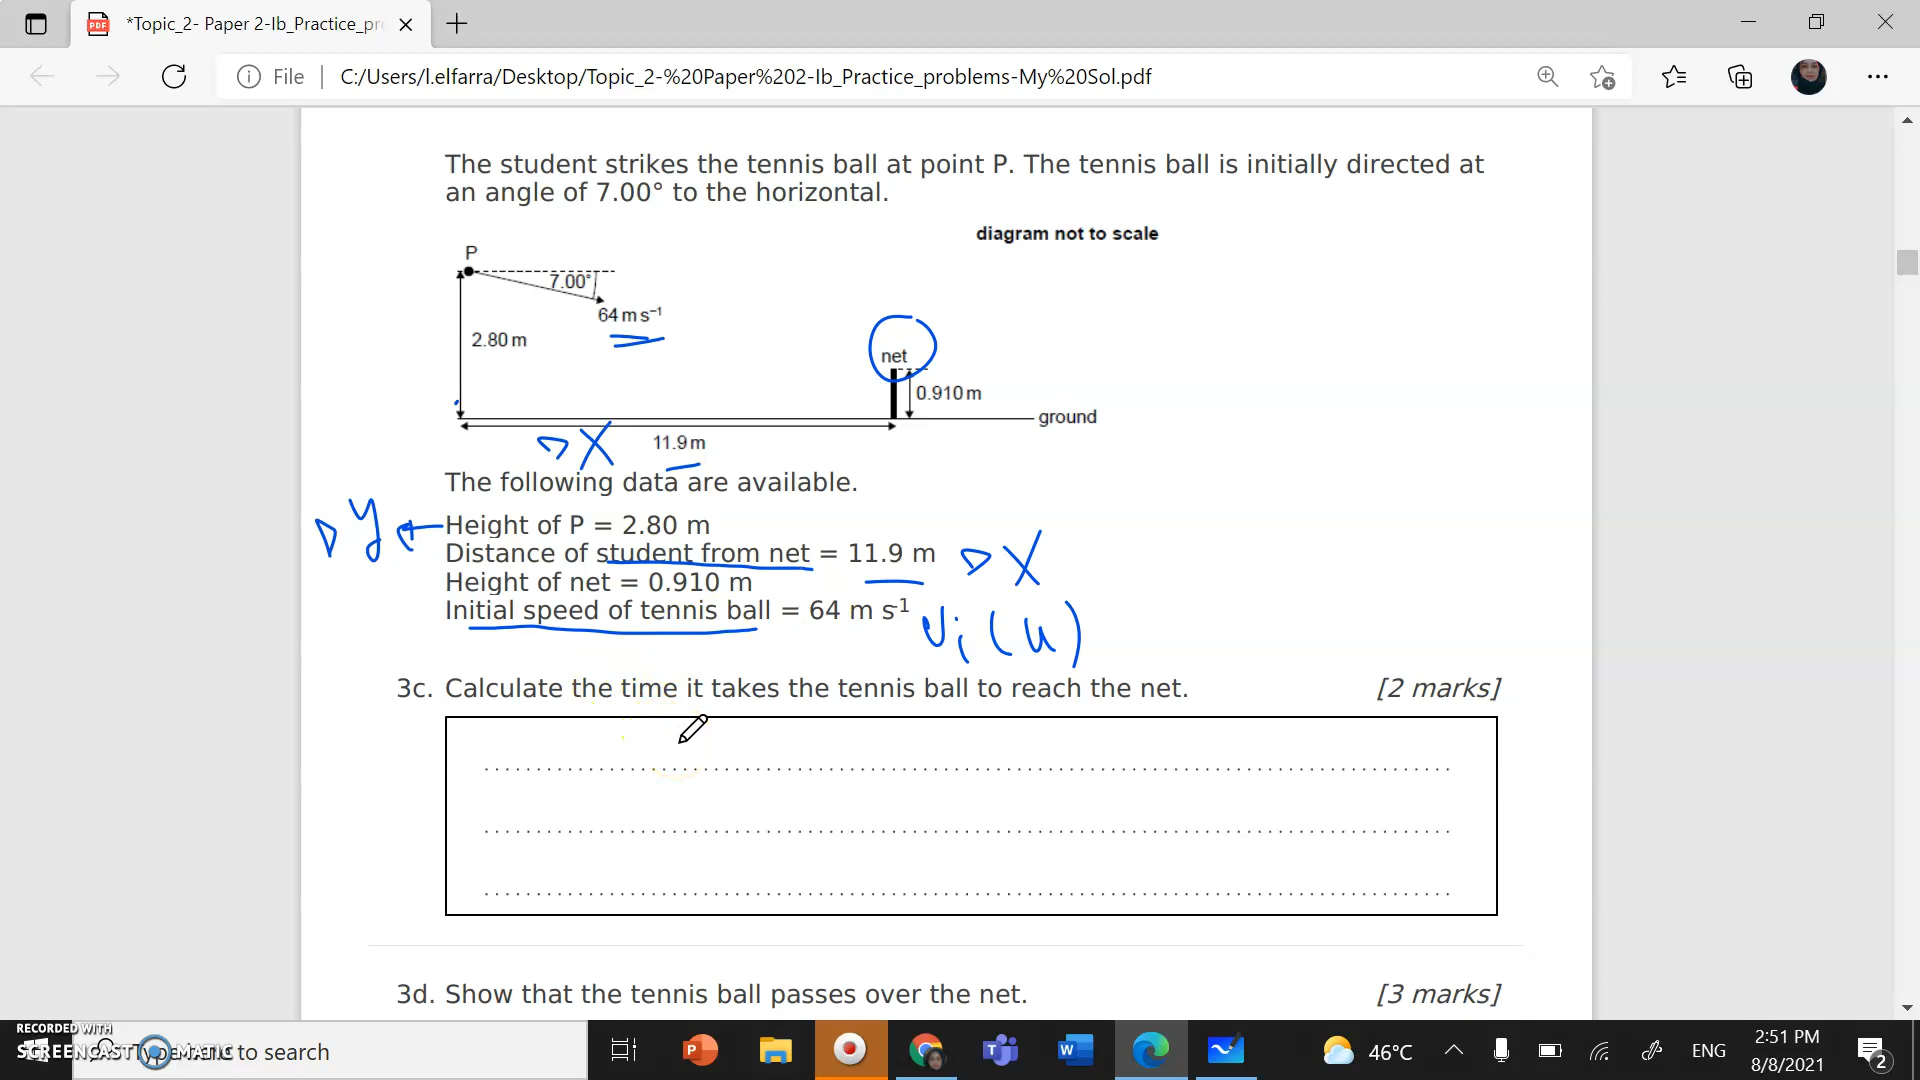 *Topic_2- Paper 2-Ib_Practice_pr
File
C:/Users/l.elfarra/Desktop/Topic_2-%20Paper%202-Ib_Practice_problems-My%20Sol.pdf
The student strikes the tennis ball at point P. The tennis ball is initially directed at
an angle of 7.00° to the horizontal.
diagram not to scale
P
7.00°
64 m s⁻¹
2.80 m
net
0.910 m
ground
ΔX 11.9 m
The following data are available.
Δy Height of P = 2.80 m
Distance of student from net = 11.9 m ΔX
Height of net = 0.910 m
Initial speed of tennis ball = 64 m s⁻¹ Vi (u)
3c. Calculate the time it takes the tennis ball to reach the net. [2 marks]
3d. Show that the tennis ball passes over the net. [3 marks]
RECORDED WITH
SCREENCAST MATIC
to search
46°C
ENG
2:51 PM
8/8/2021
2